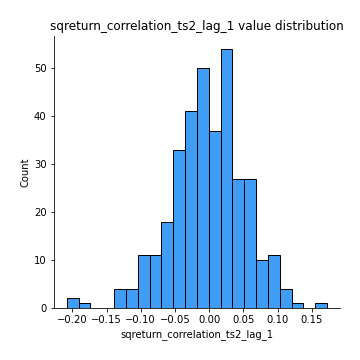 sqreturn_correlation_ts2_lag_1 value distribution
50
40
30
20
10
0
Count
−0.20 −0.15 −0.10 −0.05 0.00 0.05 0.10 0.15
sqreturn_correlation_ts2_lag_1